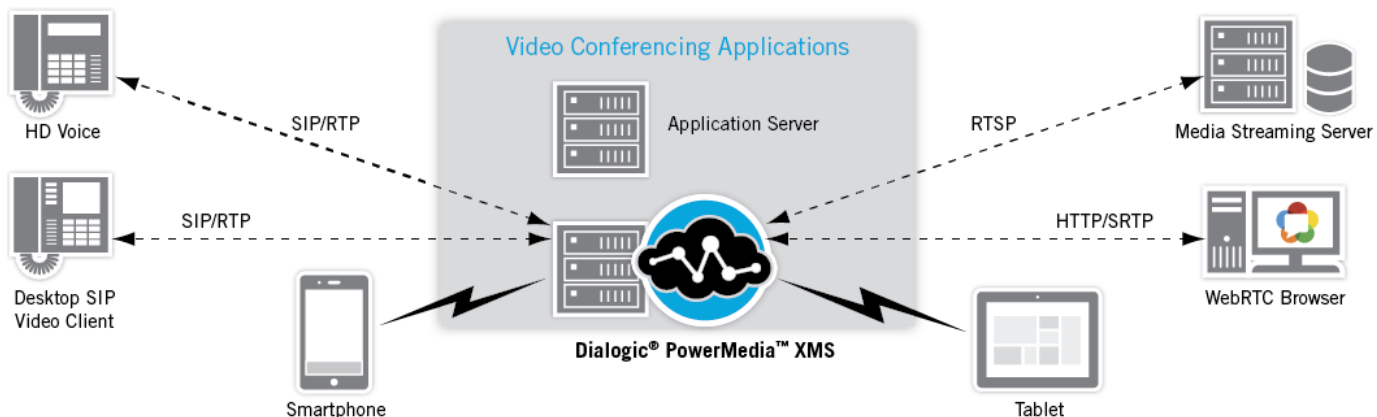 Video Conferencing Applications
HD Voice
SIP/RTP
Application Server
RTSP
Media Streaming Server
Desktop SIP
Video Client
SIP/RTP
HTTP/SRTP
WebRTC Browser
Dialogic® PowerMedia™ XMS
Smartphone
Tablet